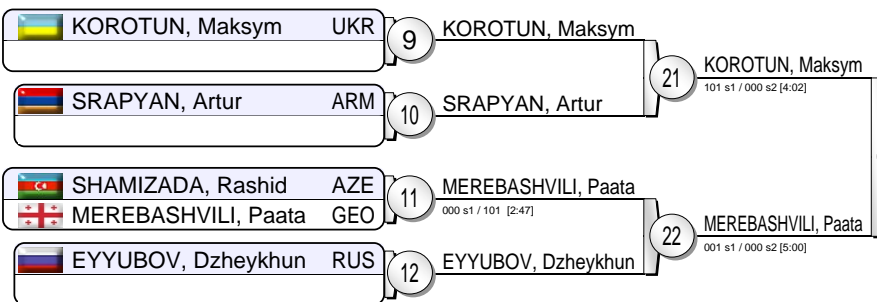 KOROTUN, Maksym UKR
9
KOROTUN, Maksym
SRAPYAN, Artur ARM
10
SRAPYAN, Artur
21
KOROTUN, Maksym
101 s1 / 000 s2 [4:02]
SHAMIZADA, Rashid AZE
MEREBASHVILI, Paata GEO
11
MEREBASHVILI, Paata
000 s1 / 101 [2:47]
EYYUBOV, Dzheykhun RUS
12
EYYUBOV, Dzheykhun
22
MEREBASHVILI, Paata
001 s1 / 000 s2 [5:00]